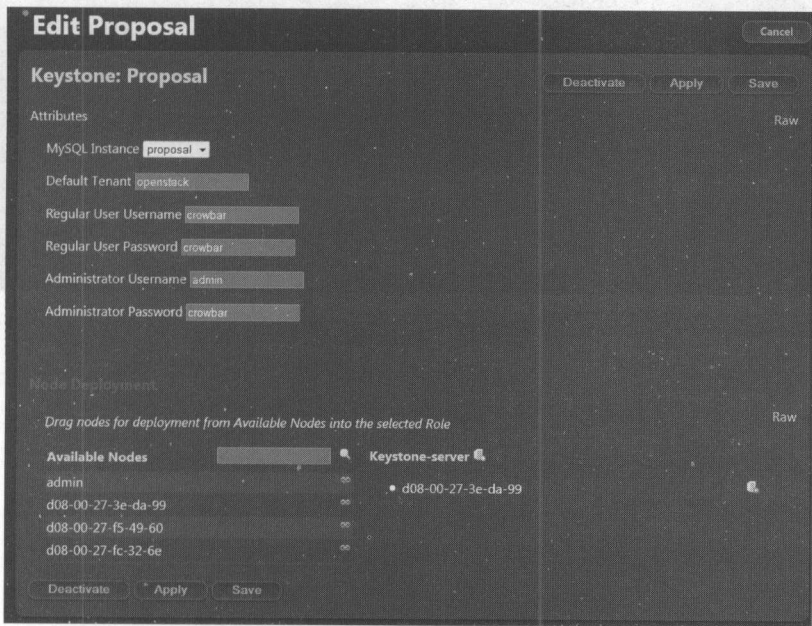 Edit Proposal
Cancel
Keystone: Proposal
Deactivate Apply Save
Attributes
Raw
MySQL Instance proposal
Default Tenant openstack
Regular User Username crowbar
Regular User Password crowbar
Administrator Username admin
Administrator Password crowbar
Node Deployment
Drag nodes for deployment from Available Nodes into the selected Role
Raw
Available Nodes Keystone-server
admin
d08-00-27-3e-da-99
d08-00-27-3e-da-99
d08-00-27-f5-49-60
d08-00-27-fc-32-6e
Deactivate Apply Save